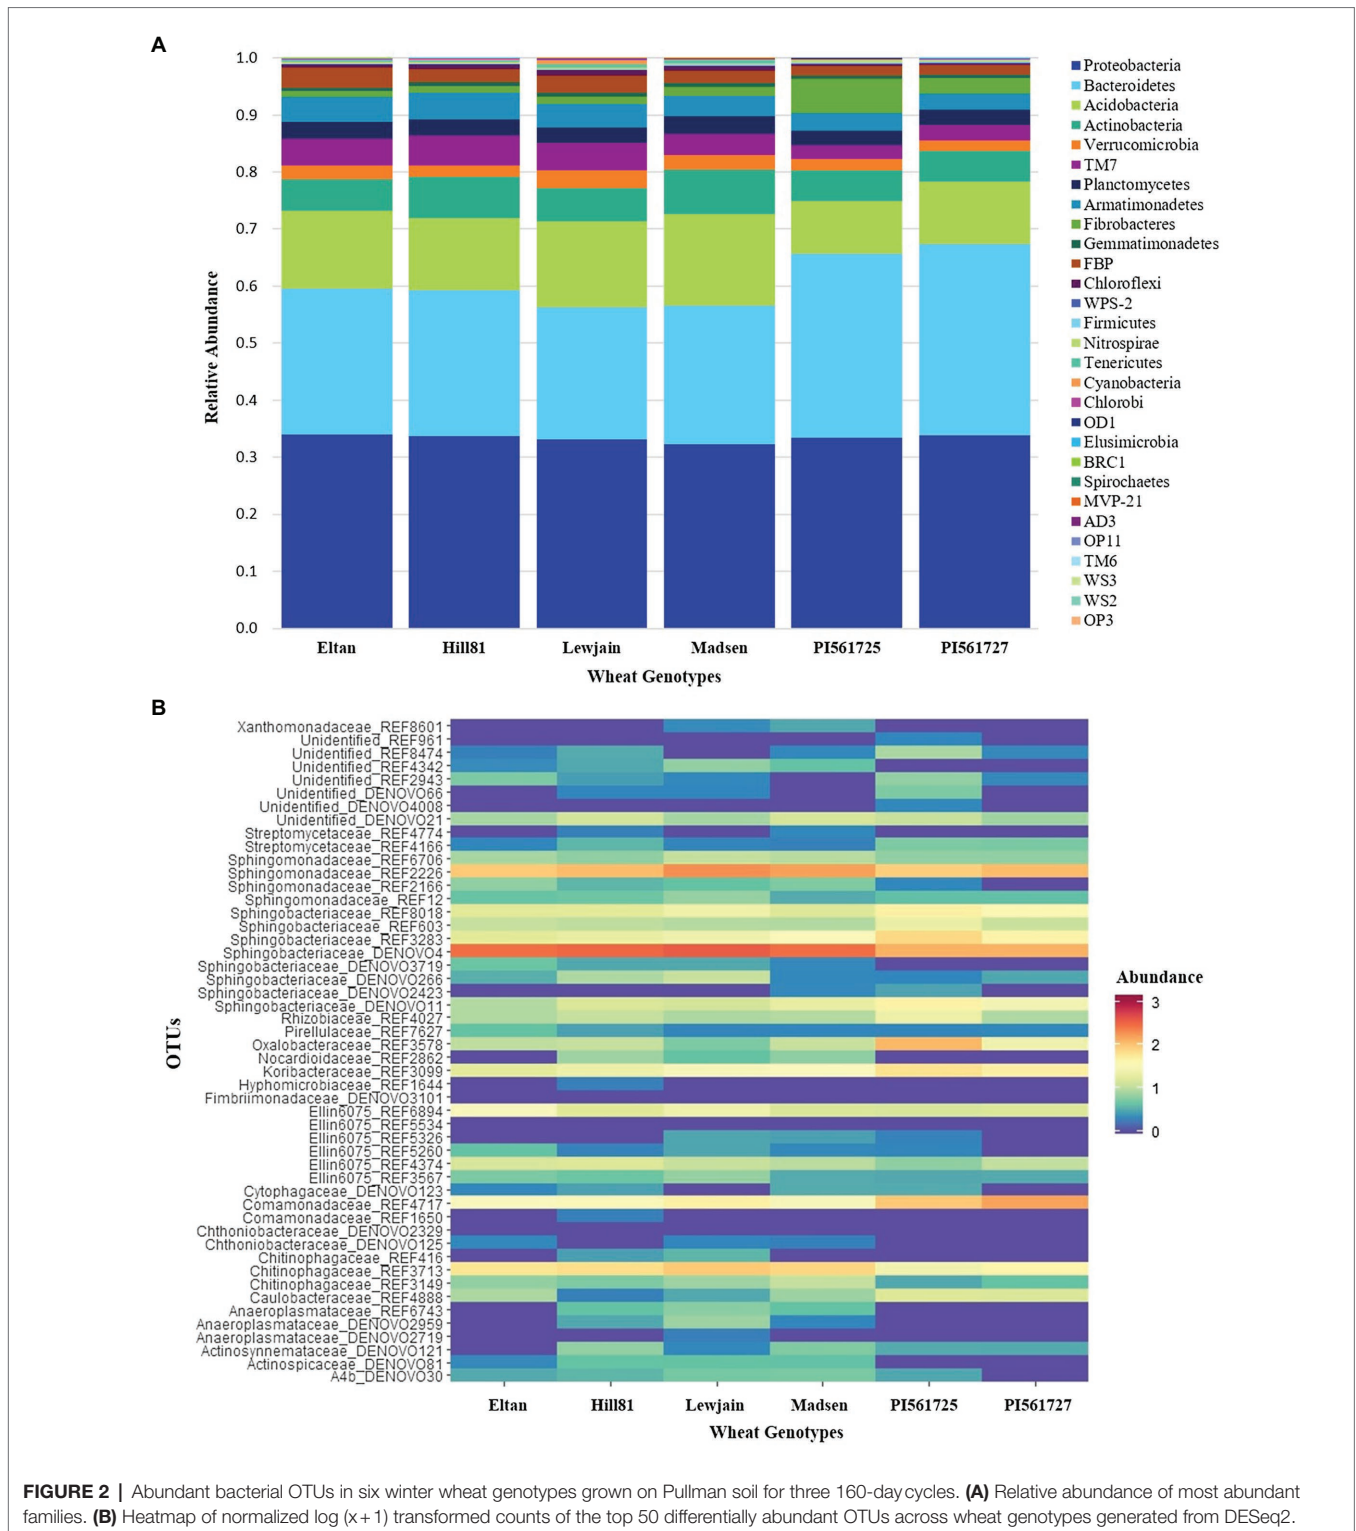 A
Relative Abundance
1.0
0.9
0.8
0.7
0.6
0.5
0.4
0.3
0.2
0.1
0.0
Eltan Hill81 Lewjain Madsen PI561725 PI561727
Wheat Genotypes
Proteobacteria
Bacteroidetes
Acidobacteria
Actinobacteria
Verrucomicrobia
TM7
Planctomycetes
Armatimonadetes
Fibrobacteres
Gemmatimonadetes
FBP
Chloroflexi
WPS-2
Firmicutes
Nitrospirae
Tenericutes
Cyanobacteria
Chlorobi
OD1
Elusimicrobia
BRC1
Spirochaetes
MVP-21
AD3
OP11
TM6
WS3
WS2
OP3
B
OTUs
Xanthomonadaceae_REF8601
Unidentified_REF961
Unidentified_REF8474
Unidentified_REF4342
Unidentified_REF2943
Unidentified_DENOVO66
Unidentified_DENOVO4008
Unidentified_DENOVO21
Streptomycetaceae_REF4774
Streptomycetaceae_REF4166
Sphingomonadaceae_REF6706
Sphingomonadaceae_REF2226
Sphingomonadaceae_REF2166
Sphingomonadaceae_REF12
Sphingobacteriaceae_REF8018
Sphingobacteriaceae_REF603
Sphingobacteriaceae_REF3283
Sphingobacteriaceae_DENOVO4
Sphingobacteriaceae_DENOVO3719
Sphingobacteriaceae_DENOVO266
Sphingobacteriaceae_DENOVO2423
Sphingobacteriaceae_DENOVO11
Rhizobiaceae_REF4027
Pirellulaceae_REF7627
Oxalobacteraceae_REF3578
Nocardioidaceae_REF2862
Koribacteraceae_REF3099
Hyphomicrobiaceae_REF1644
Fimbriimonadaceae_DENOVO3101
Ellin6075_REF6894
Ellin6075_REF5534
Ellin6075_REF5326
Ellin6075_REF5260
Ellin6075_REF4374
Ellin6075_REF3567
Cytophagaceae_DENOVO123
Comamonadaceae_REF4717
Comamonadaceae_REF1650
Chthoniobacteraceae_DENOVO2329
Chthoniobacteraceae_DENOVO125
Chitinophagaceae_REF416
Chitinophagaceae_REF3713
Chitinophagaceae_REF3149
Caulobacteraceae_REF4888
Anaeroplasmataceae_REF6743
Anaeroplasmataceae_DENOVO2959
Anaeroplasmataceae_DENOVO2719
Actinosynnemataceae_DENOVO121
Actinospicaceae_DENOVO81
A4b_DENOVO30
Eltan Hill81 Lewjain Madsen PI561725 PI561727
Wheat Genotypes
Abundance
3
2
1
0
FIGURE 2 | Abundant bacterial OTUs in six winter wheat genotypes grown on Pullman soil for three 160-day cycles. (A) Relative abundance of most abundant
families. (B) Heatmap of normalized log (x + 1) transformed counts of the top 50 differentially abundant OTUs across wheat genotypes generated from DESeq2.